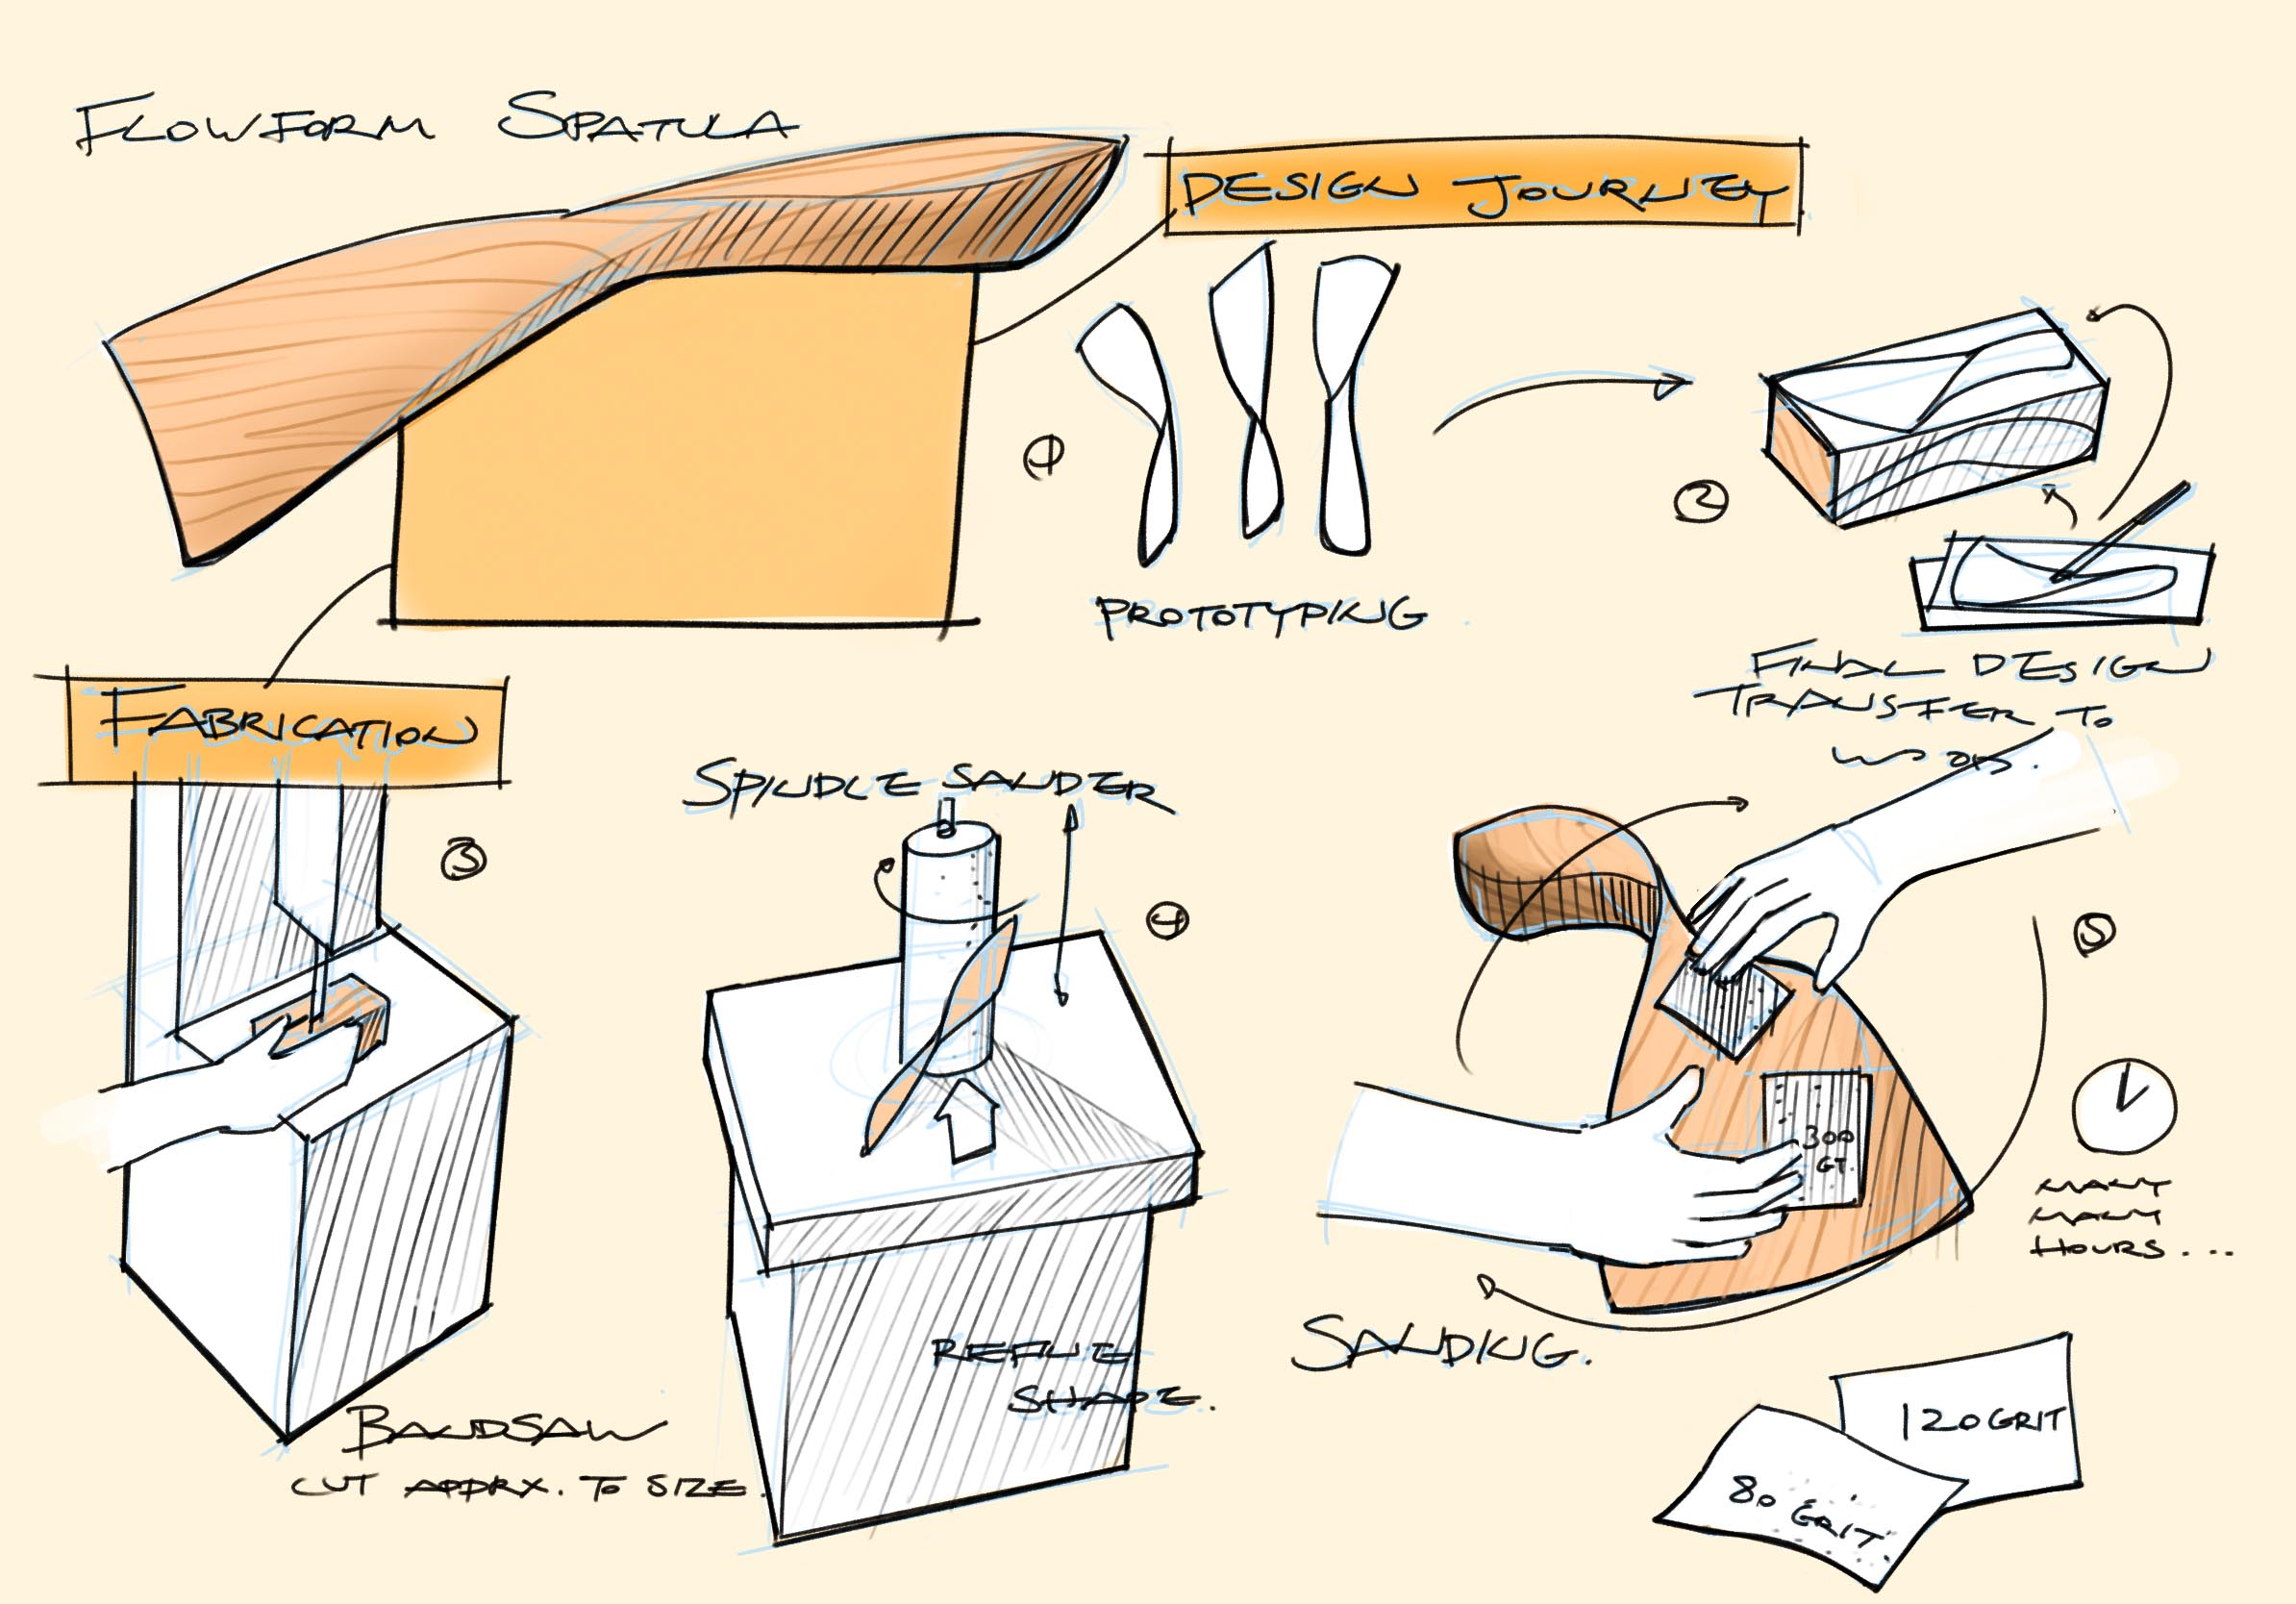 FLOWFORM SPATULA
DESIGN JOURNEY
1
PROTOTYPING
2
FINAL DESIGN
TRANSFER TO
WOOD.
FABRICATION
3
BANDSAW
CUT APPRX. TO SIZE.
SPINDLE SANDER
4
REFINE
SHAPE.
5
300
GT.
MANY
MANY
HOURS....
SANDING.
120 GRIT
80 GRIT